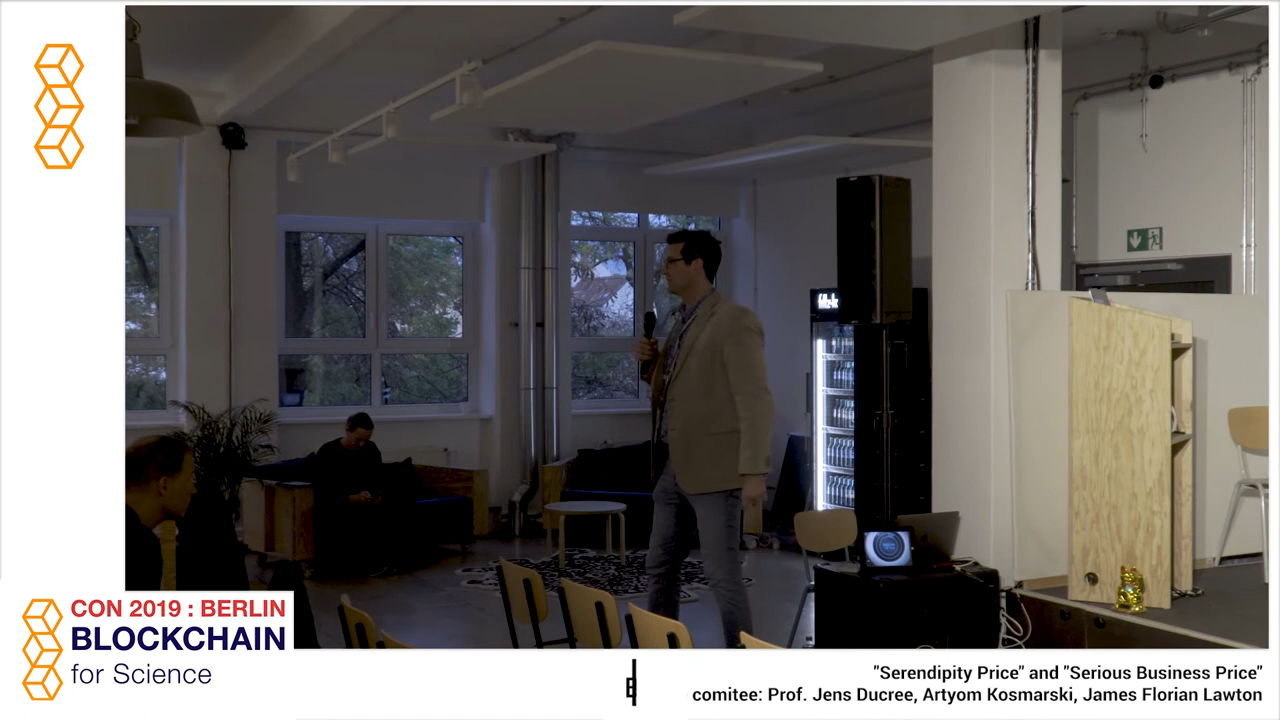 CON 2019 : BERLIN
BLOCKCHAIN
for Science
"Serendipity Price" and "Serious Business Price"
comitee: Prof. Jens Ducree, Artyom Kosmarski, James Florian Lawton